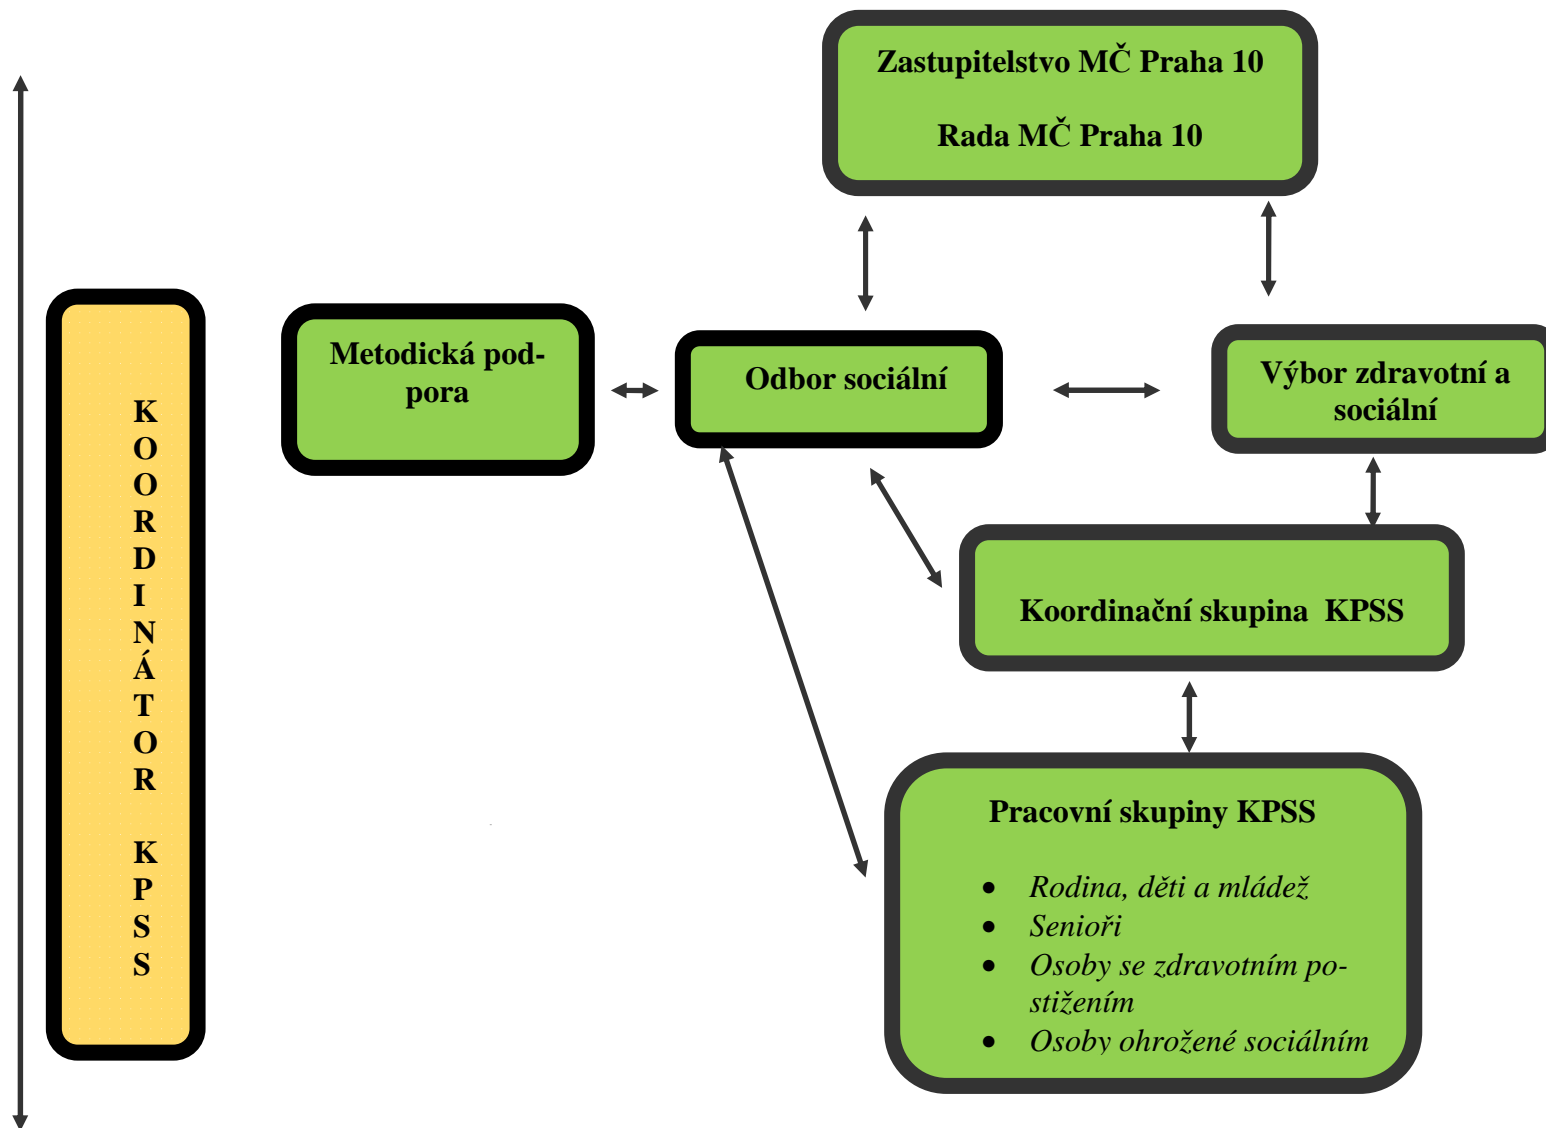 Zastupitelstvo MČ Praha 10
Rada MČ Praha 10
Metodická pod-
pora
Odbor sociální
Výbor zdravotní a
sociální
K
O
O
R
D
I
N
Á
T
O
R
K
P
S
S
Koordinační skupina KPSS
Pracovní skupiny KPSS
• Rodina, děti a mládež
• Senioři
• Osoby se zdravotním po-
stižením
• Osoby ohrožené sociálním